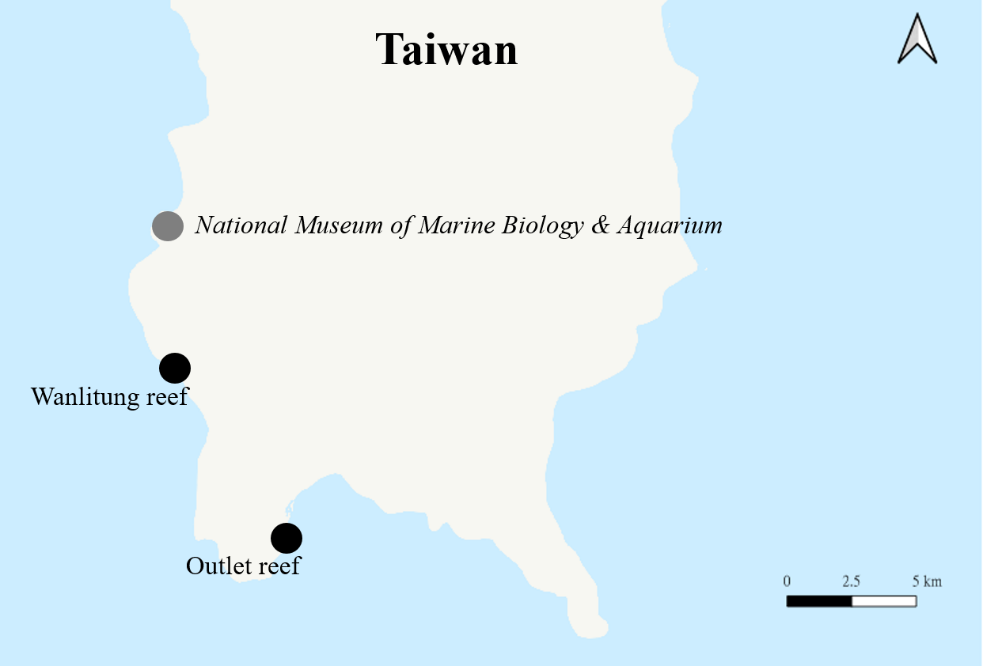 Taiwan
National Museum of Marine Biology & Aquarium
Wanlitung reef
Outlet reef
0 2.5 5 km